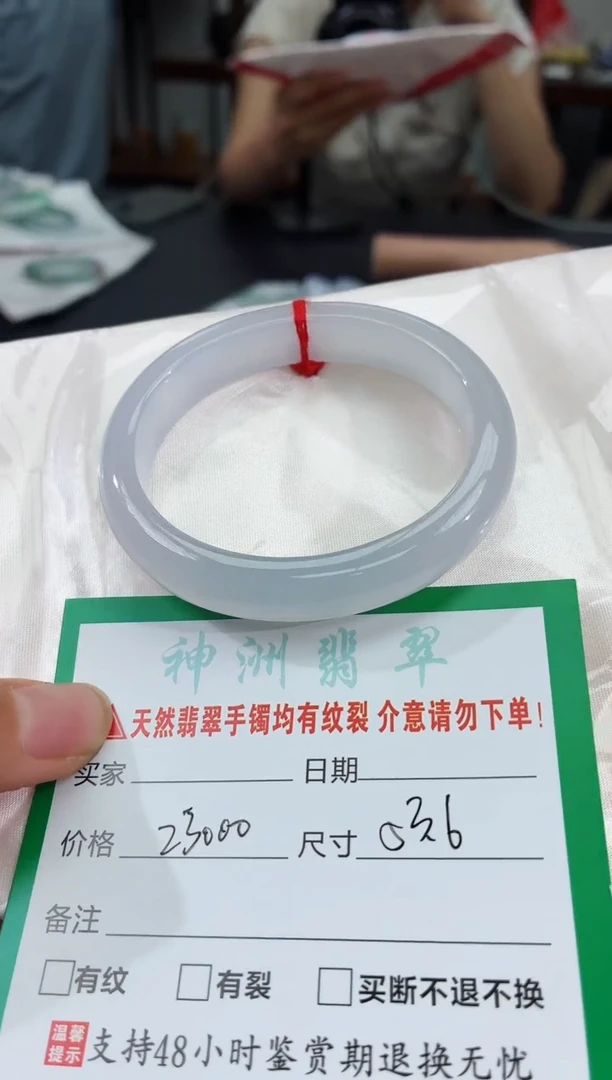 神洲翡翠
天然翡翠手镯均有纹裂 介意请勿下单!
买家 日期
价格 25000 尺寸
备注
有纹 有裂 买断不退不换
温馨提示 支持48小时鉴赏期退换无忧